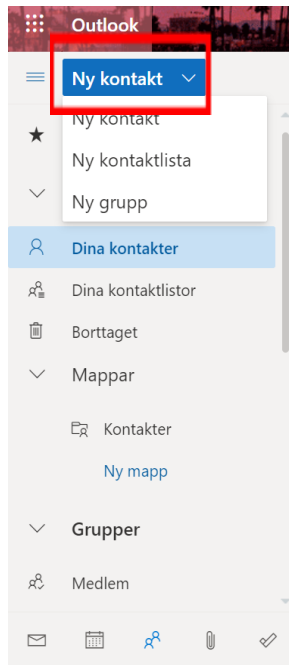 Outlook
Ny kontakt
Ny kontakt
Ny kontaktlista
Ny grupp
Dina kontakter
Dina kontaktlistor
Borttaget
Mappar
Kontakter
Ny mapp
Grupper
Medlem